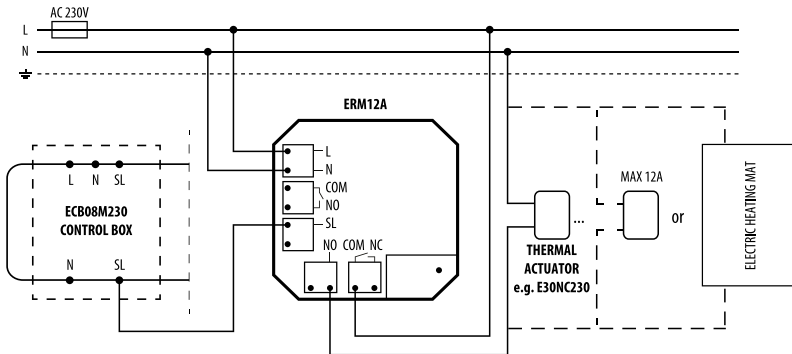 AC 230V
L
N
ERM12A
L
N
COM
NO
SL
NO COM NC
L N SL
ECB08M230
CONTROL BOX
N SL
MAX 12A
...
or
THERMAL
ACTUATOR
e.g. E30NC230
ELECTRIC HEATING MAT